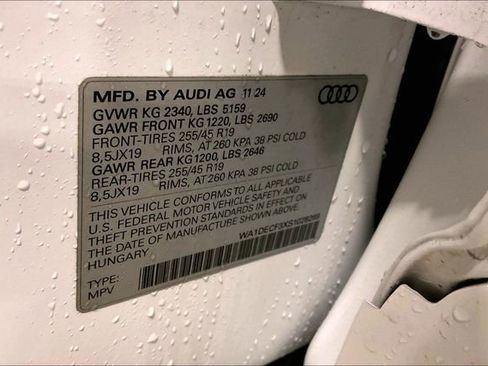 MFD. BY AUDI AG 11 24
GVWR KG 2340, LBS 5159
GAWR FRONT KG 1220, LBS 2690
FRONT-TIRES 255/45 R19
8,5JX19 RIMS, AT 260 KPA 38 PSI COLD
GAWR REAR KG 1200, LBS 2646
REAR-TIRES 255/45 R19
8,5JX19 RIMS, AT 260 KPA 38 PSI COLD
THIS VEHICLE CONFORMS TO ALL APPLICABLE
U.S. FEDERAL MOTOR VEHICLE SAFETY AND
THEFT PREVENTION STANDARDS IN EFFECT ON
THE DATE OF MANUFACTURE SHOWN ABOVE.
HUNGARY
WA1DECF3XS1028269
TYPE:
MPV